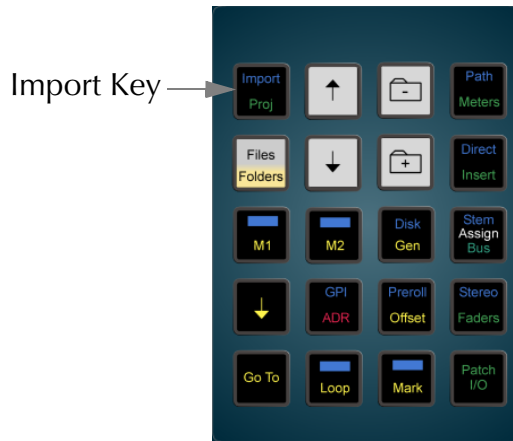 Import Key
Import
Proj
Path
Meters
Files
Folders
Direct
Insert
M1
M2
Disk
Gen
Stem
Assign
Bus
GPI
ADR
Preroll
Offset
Stereo
Faders
Go To
Loop
Mark
Patch
I/O